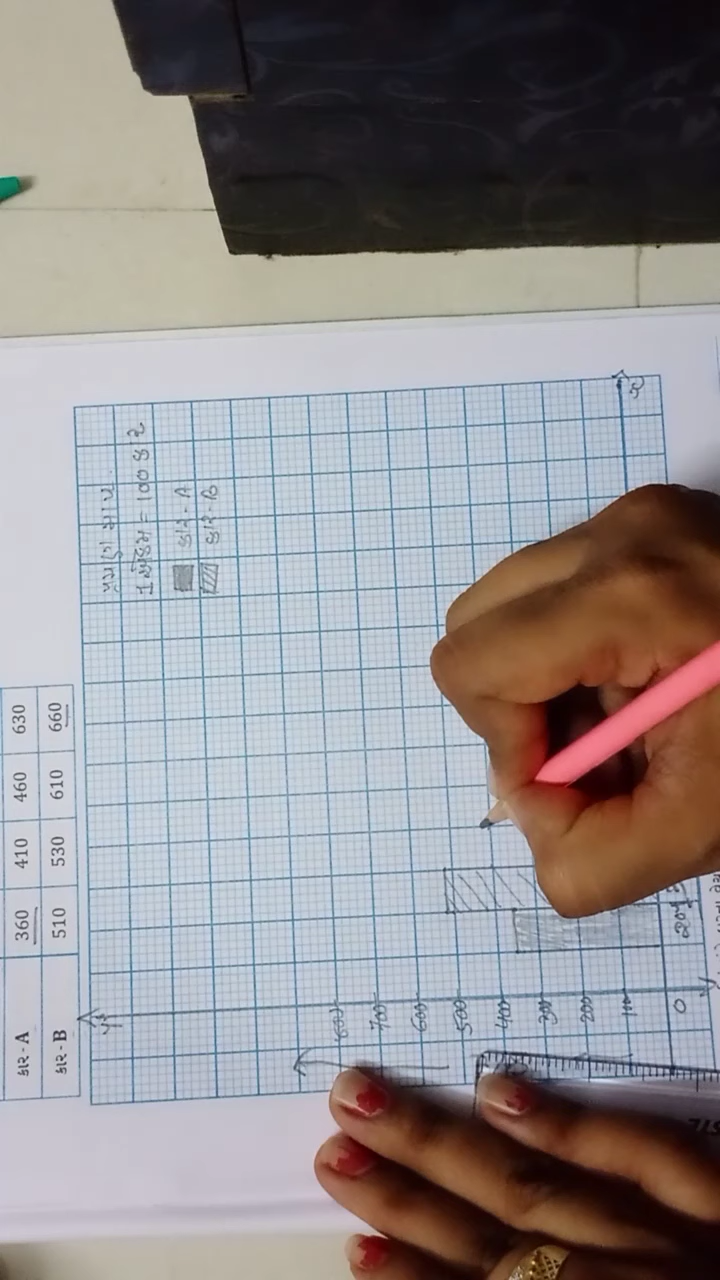 કાર - A 360 410 460 630
કાર - B 510 530 610 660
પ્રમાણ માપ
1 સેમી = 100 કાર
કાર - A
કાર - B
y
800
700
600
500
400
300
200
100
0
x